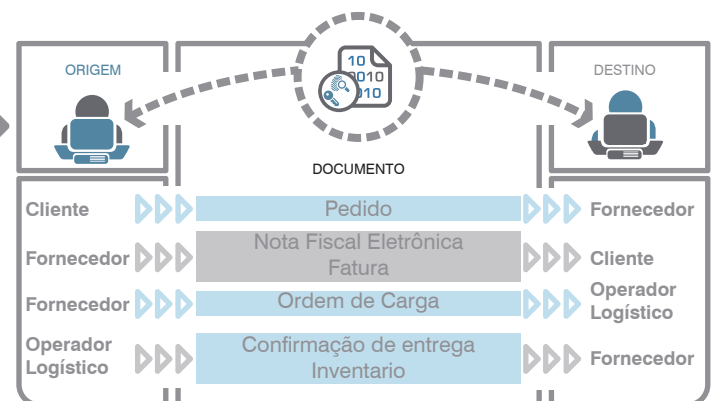 ORIGEM
10
0010
010
DESTINO
DOCUMENTO
Cliente
Pedido
Fornecedor
Fornecedor
Nota Fiscal Eletrônica
Fatura
Cliente
Fornecedor
Ordem de Carga
Operador
Logístico
Operador
Logístico
Confirmação de entrega
Inventario
Fornecedor